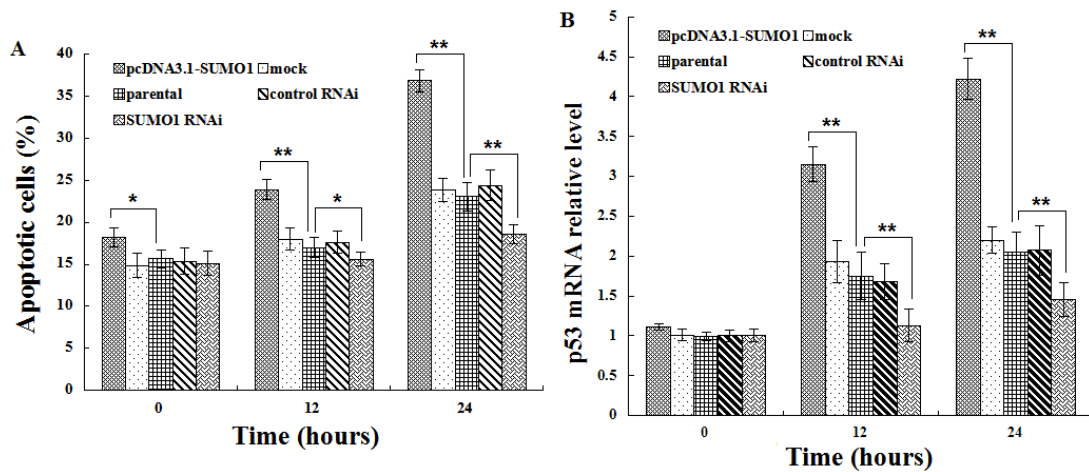 A
Apoptotic cells (%)
40
35
30
25
20
15
10
5
0
pcDNA3.1-SUMO1 mock
parental control RNAi
SUMO1 RNAi
*
**
*
**
**
0 12 24
Time (hours)
B
p53 mRNA relative level
5
4.5
4
3.5
3
2.5
2
1.5
1
0.5
0
pcDNA3.1-SUMO1 mock
parental control RNAi
SUMO1 RNAi
**
**
**
**
0 12 24
Time (hours)